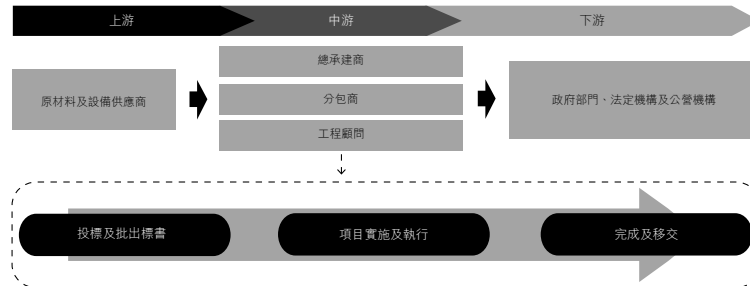 上游
中游
下游
原材料及設備供應商
總承建商
分包商
工程顧問
政府部門、法定機構及公營機構
投標及批出標書
項目實施及執行
完成及移交